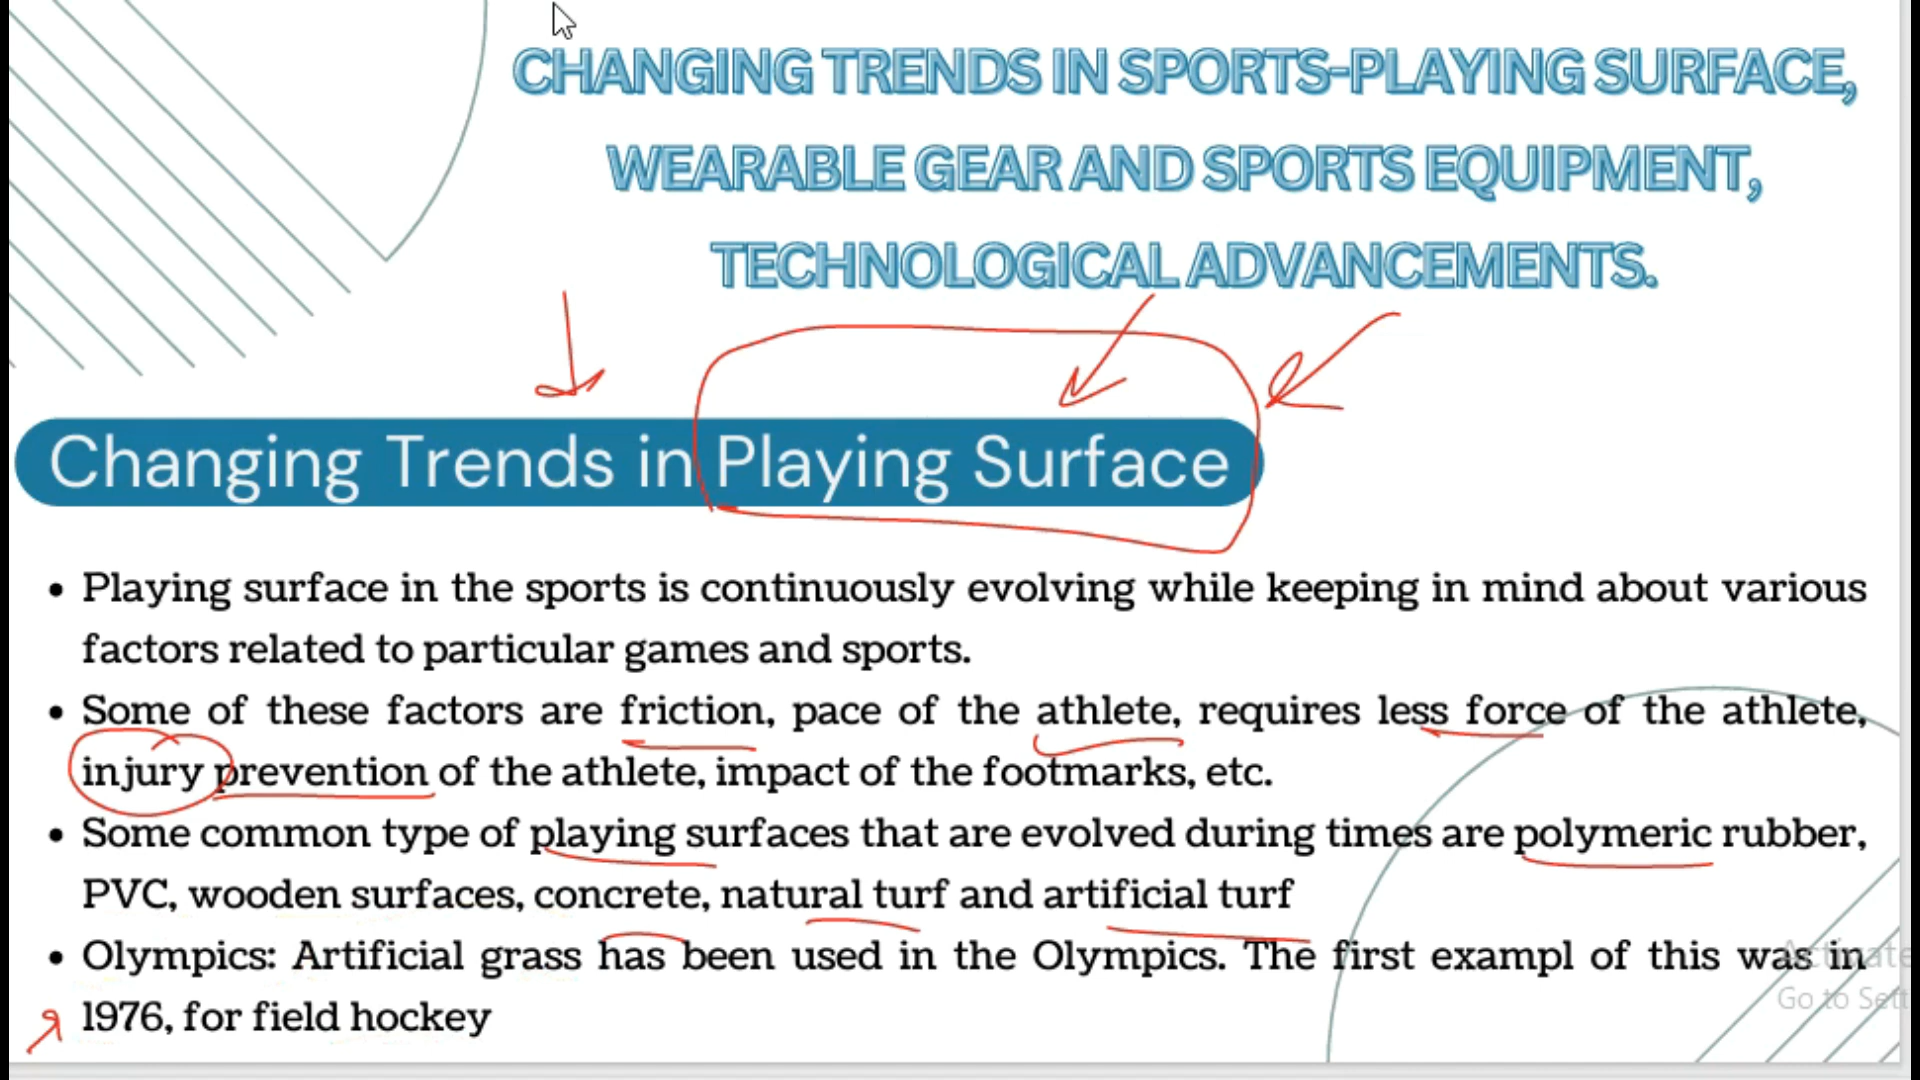 CHANGING TRENDS IN SPORTS-PLAYING SURFACE,
WEARABLE GEAR AND SPORTS EQUIPMENT,
TECHNOLOGICAL ADVANCEMENTS.
Changing Trends in Playing Surface
• Playing surface in the sports is continuously evolving while keeping in mind about various
factors related to particular games and sports.
• Some of these factors are friction, pace of the athlete, requires less force of the athlete,
injury prevention of the athlete, impact of the footmarks, etc.
• Some common type of playing surfaces that are evolved during times are polymeric rubber,
PVC, wooden surfaces, concrete, natural turf and artificial turf
• Olympics: Artificial grass has been used in the Olympics. The first exampl of this was in
1976, for field hockey
Activate
Go to Sett